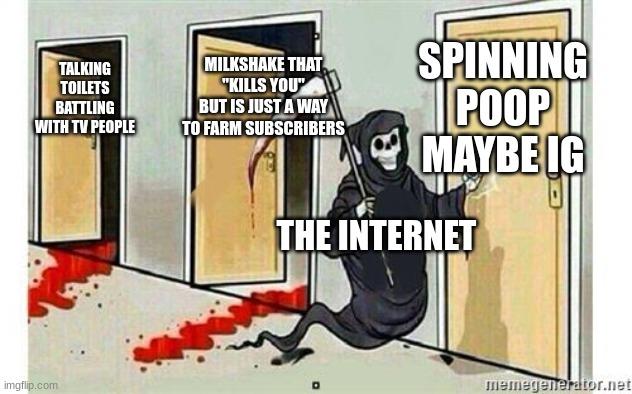 TALKING
TOILETS
BATTLING
WITH TV PEOPLE
MILKSHAKE THAT
"KILLS YOU"
BUT IS JUST A WAY
TO FARM SUBSCRIBERS
SPINNING
POOP
MAYBE IG
THE INTERNET
imgflip.com
memegenerator.net